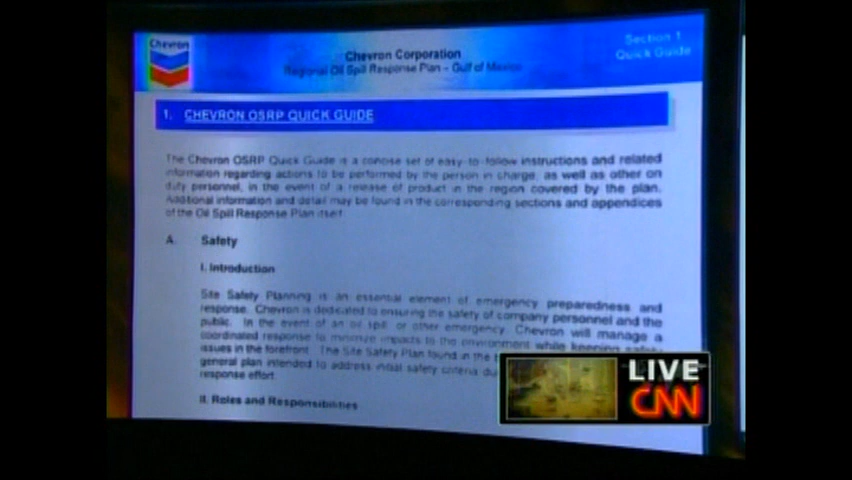 Chevron
Chevron Corporation
Regional Oil Spill Response Plan – Gulf of Mexico
Section 1
Quick Guide
1. CHEVRON OSRP QUICK GUIDE
The Chevron OSRP Quick Guide is a concise set of easy-to-follow instructions and related
information regarding actions to be performed by the person in charge, as well as other on
duty personnel, in the event of a release of product in the region covered by the plan.
Additional information and detail may be found in the corresponding sections and appendices
of the Oil Spill Response Plan itself.
A. Safety
I. Introduction
Site Safety Planning is an essential element of emergency preparedness and
response. Chevron is dedicated to ensuring the safety of company personnel and the
public. In the event of an oil spill or other emergency, Chevron will manage a
coordinated response to minimize impacts to the environment while keeping safety
issues in the forefront. The Site Safety Plan found in the
general plan intended to address initial safety criteria
response effort.
II. Roles and Responsibilities
LIVE
CNN